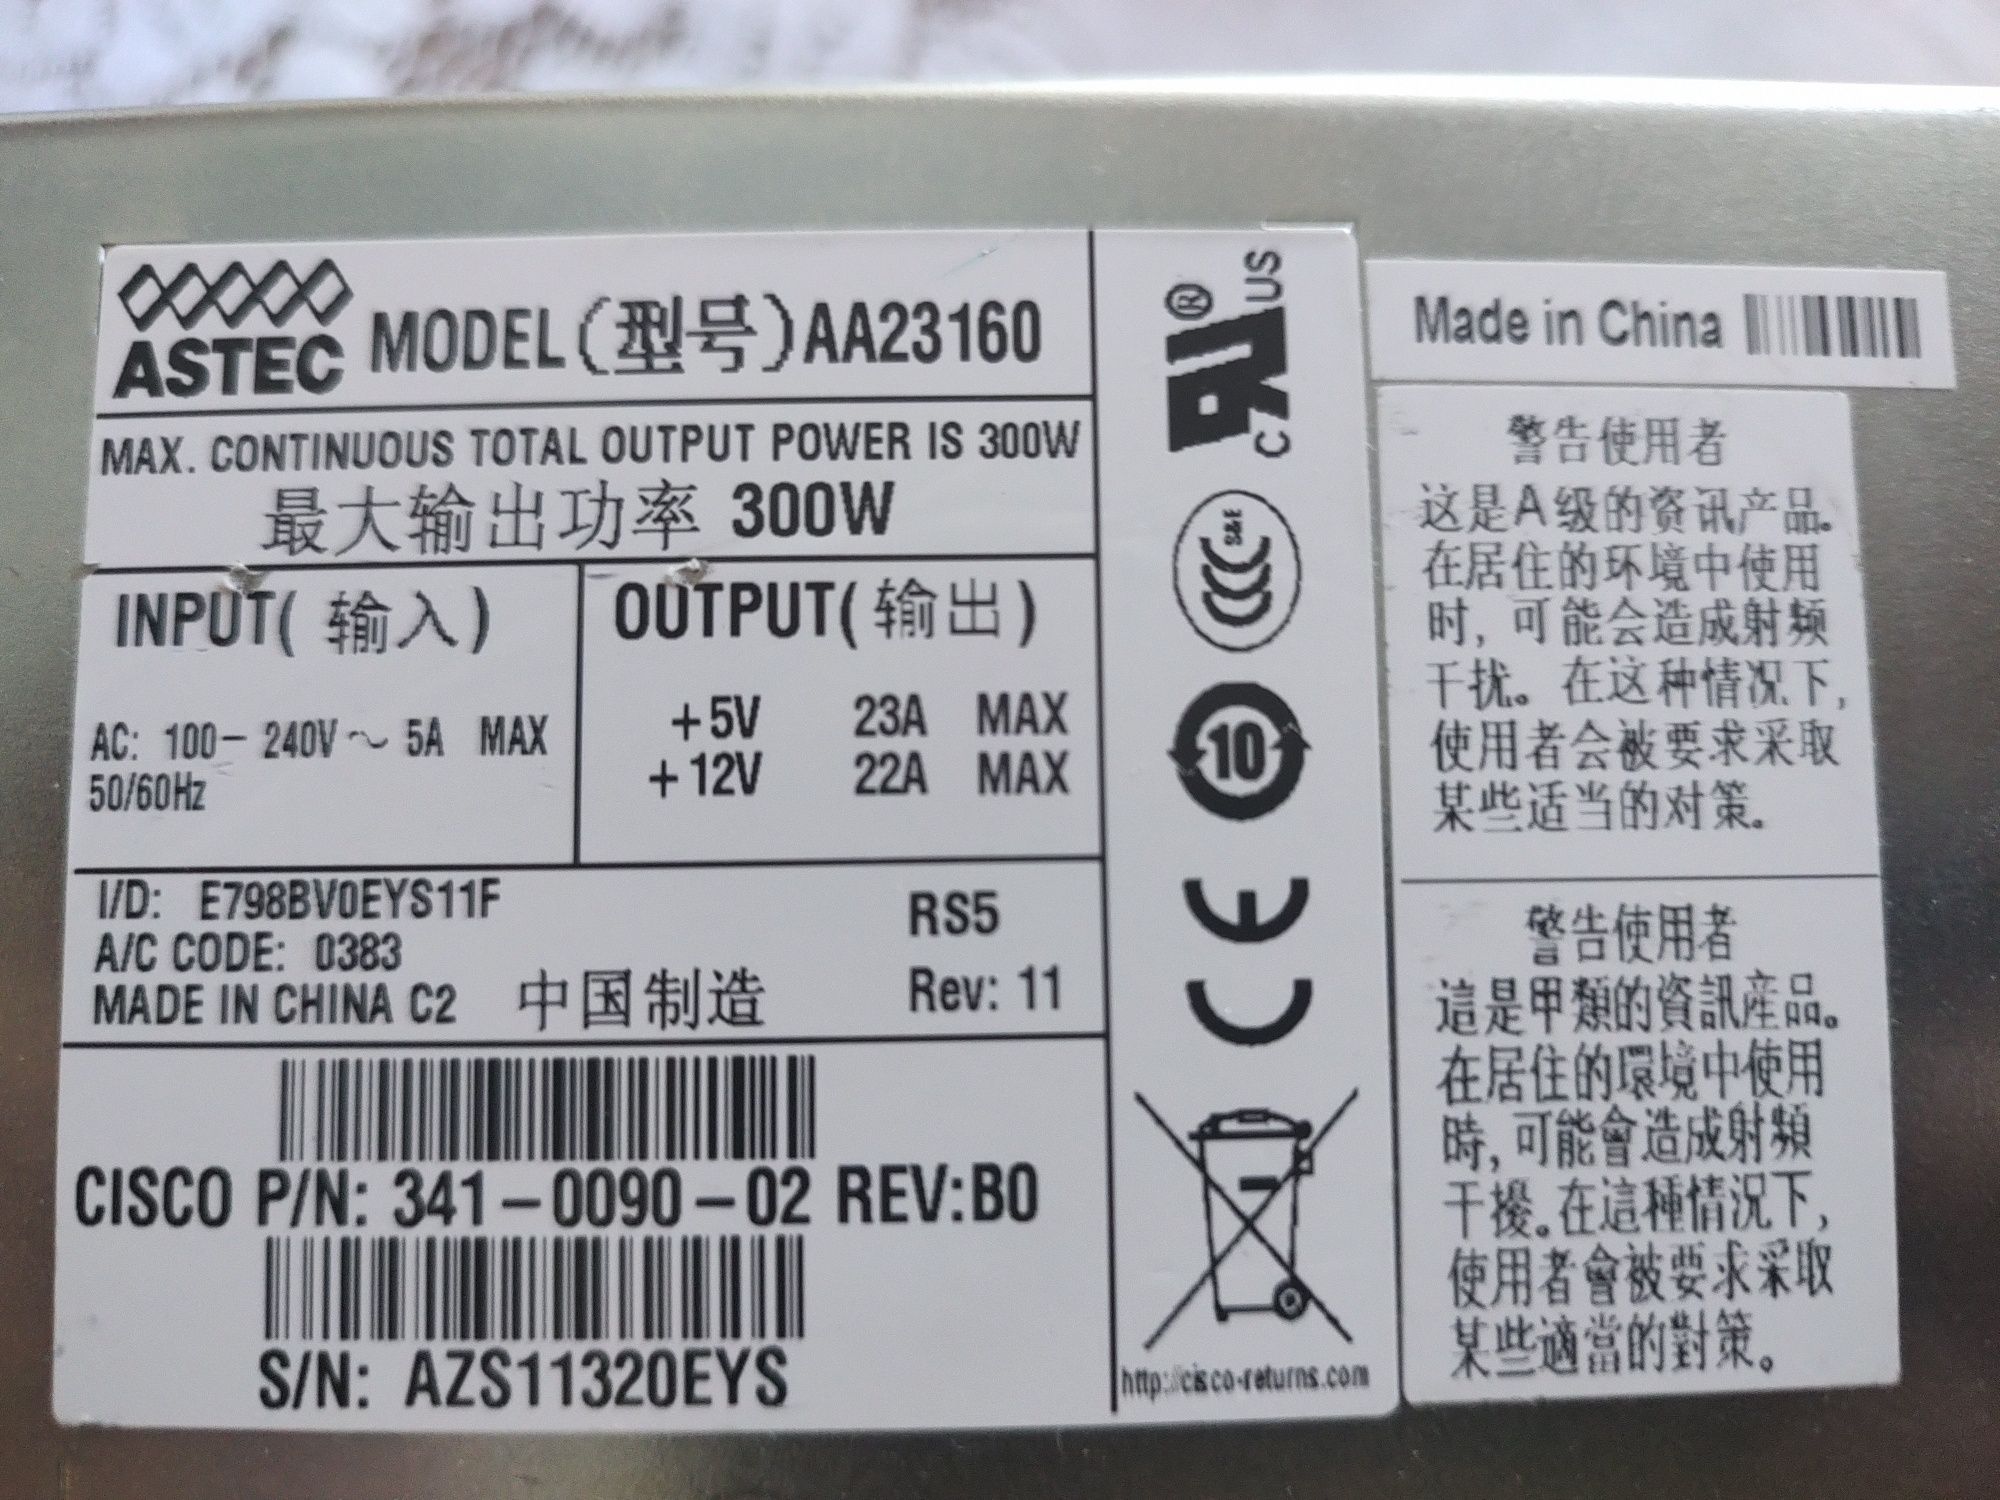 ASTEC MODEL(型号)AA23160
MAX. CONTINUOUS TOTAL OUTPUT POWER IS 300W
最大输出功率 300W
INPUT(输入)
AC: 100- 240V~ 5A MAX
50/60Hz
OUTPUT(输出)
+5V 23A MAX
+12V 22A MAX
I/D: E798BV0EYS11F
A/C CODE: 0383
MADE IN CHINA C2 中国制造
RS5
Rev: 11
CISCO P/N: 341-0090-02 REV:B0
S/N: AZS11320EYS
®
C US
S&E
10
CE
http://cisco-returns.com
Made in China
警告使用者
这是A级的资讯产品。
在居住的环境中使用
时, 可能会造成射频
干扰。在这种情况下,
使用者会被要求采取
某些适当的对策。
警告使用者
這是甲類的資訊産品。
在居住的環境中使用
時, 可能會造成射頻
干擾。在這種情況下,
使用者會被要求采取
某些適當的對策。